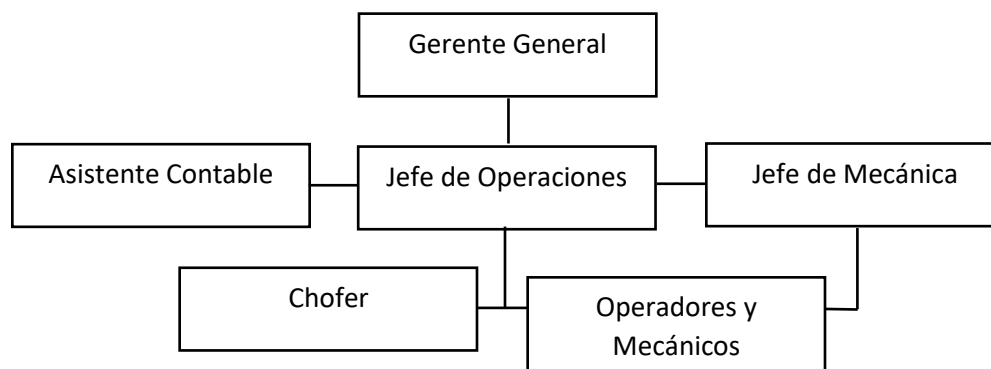 Gerente General
Asistente Contable
Jefe de Operaciones
Jefe de Mecánica
Chofer
Operadores y
Mecánicos